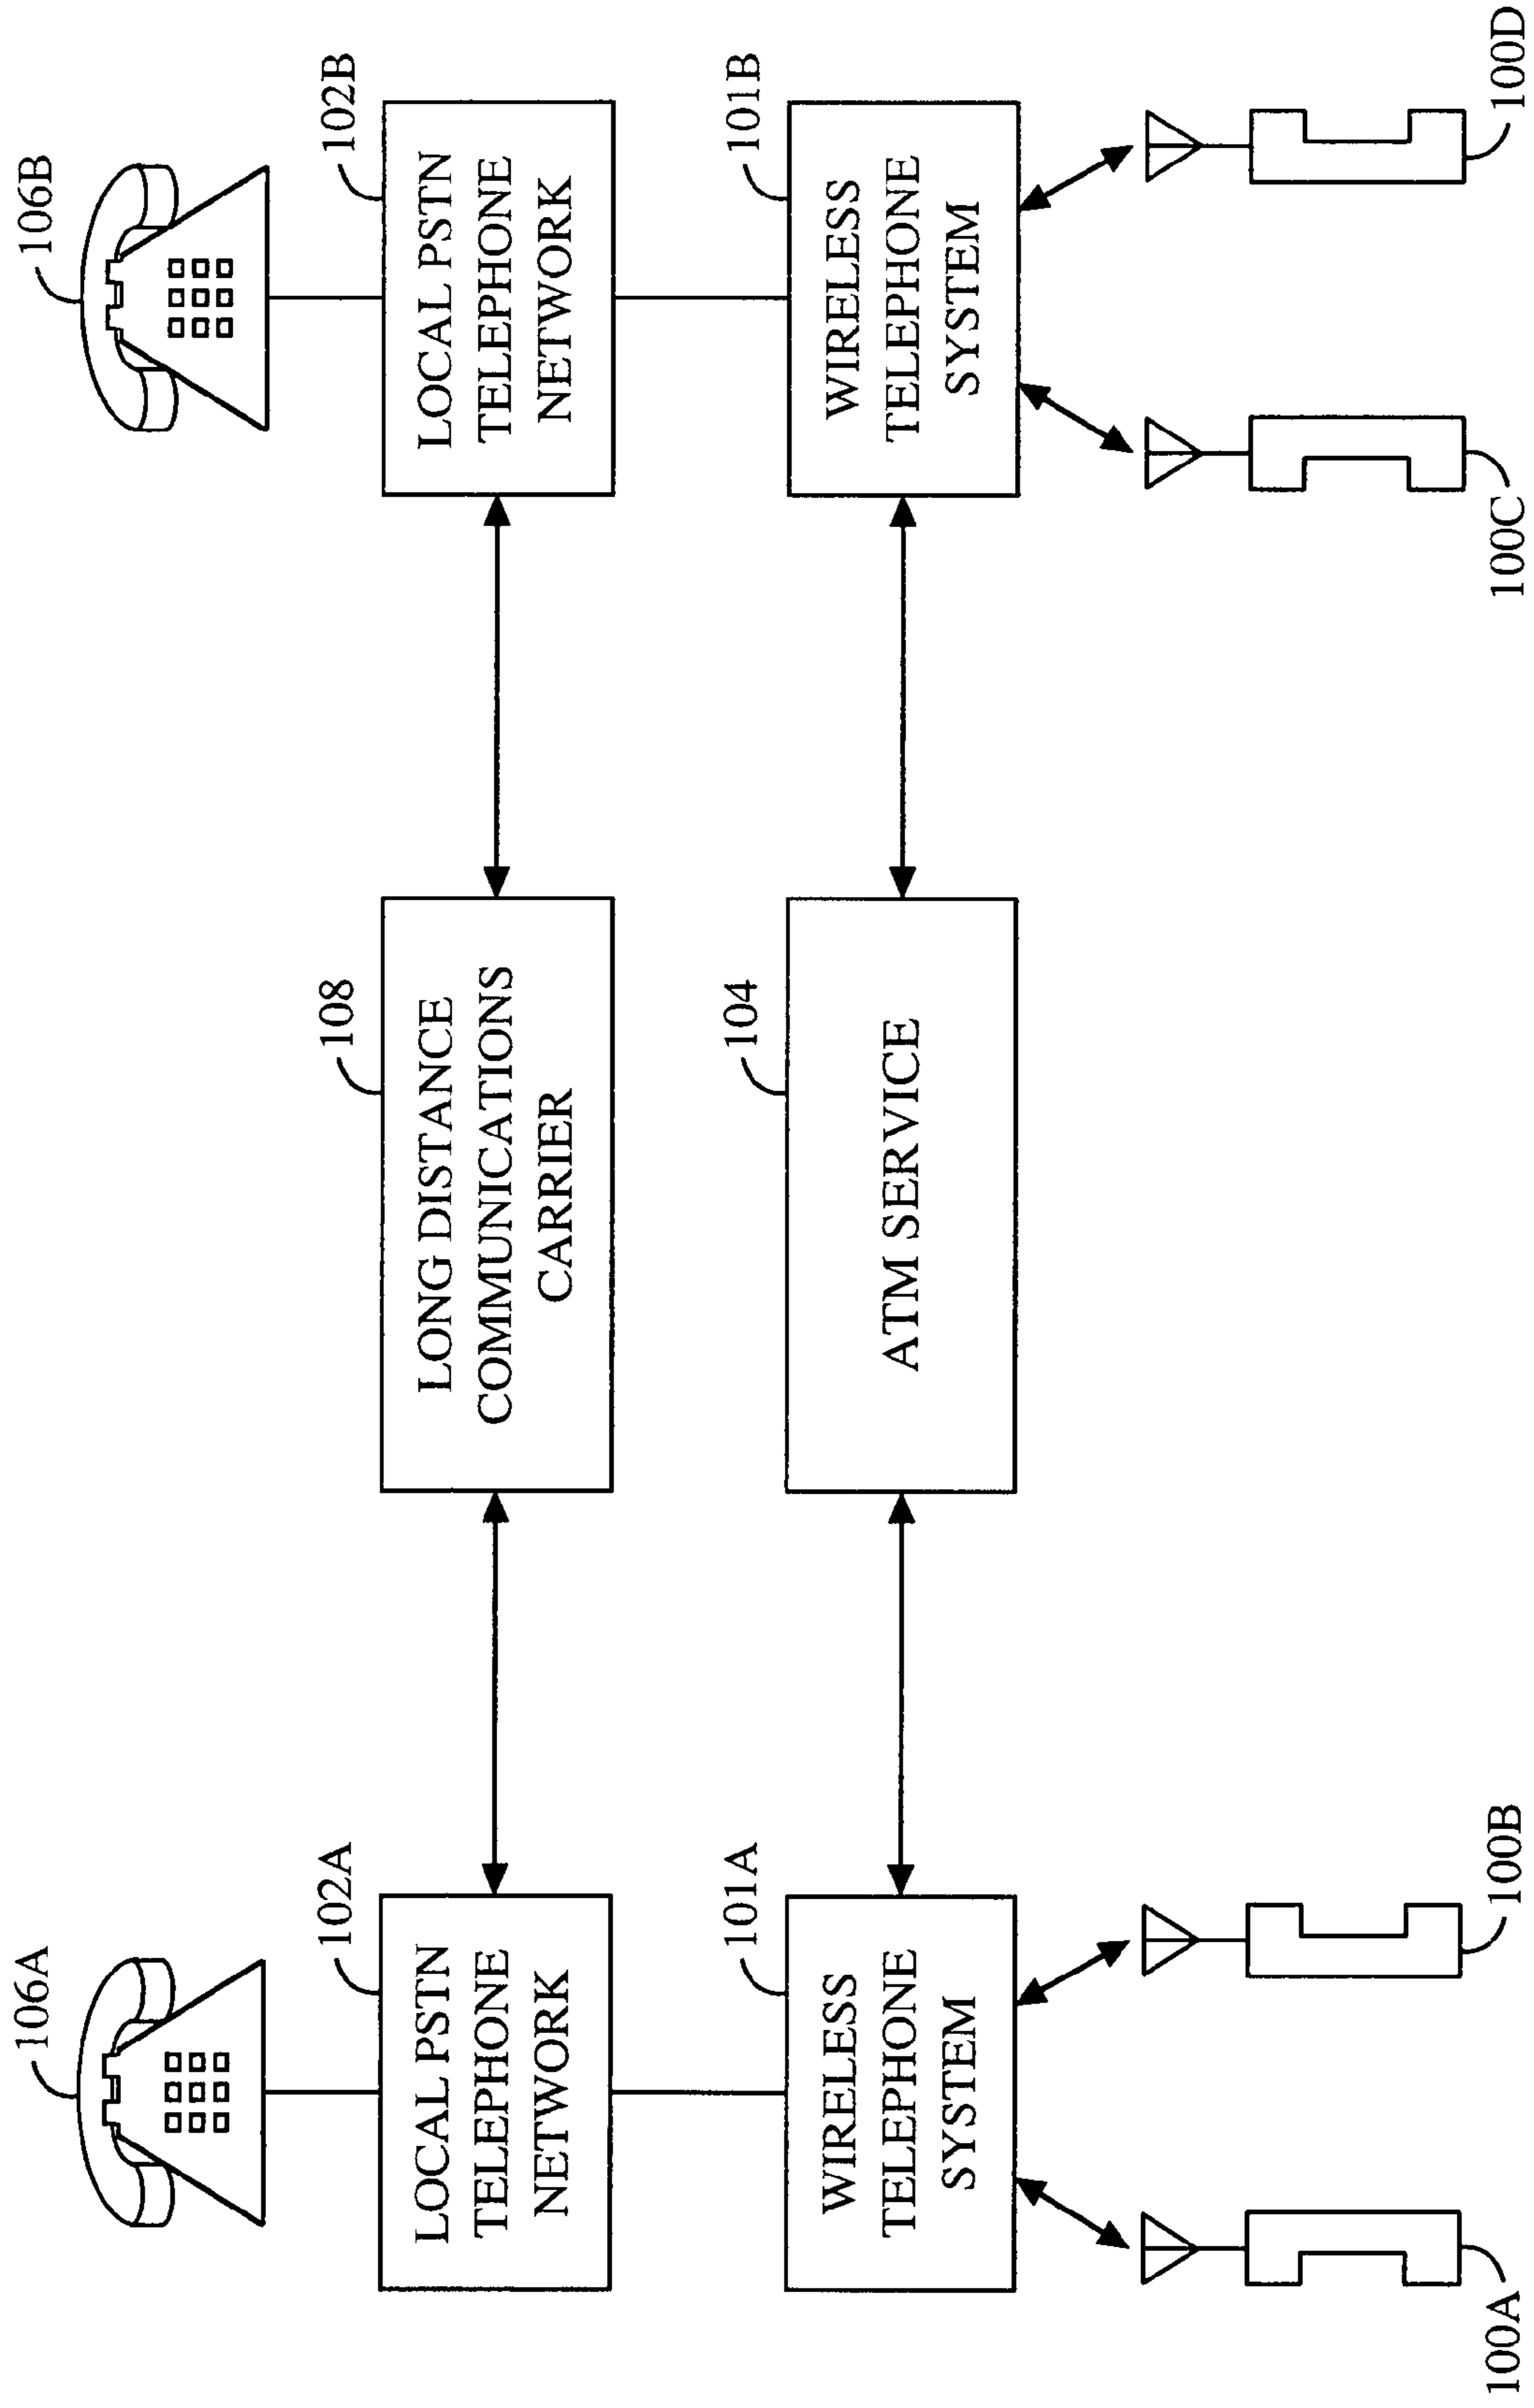 106A
106B
102A
LOCAL PSTN
TELEPHONE
NETWORK
108
LONG DISTANCE
COMMUNICATIONS
CARRIER
102B
LOCAL PSTN
TELEPHONE
NETWORK
101A
WIRELESS
TELEPHONE
SYSTEM
104
ATM SERVICE
101B
WIRELESS
TELEPHONE
SYSTEM
100A
100B
100C
100D